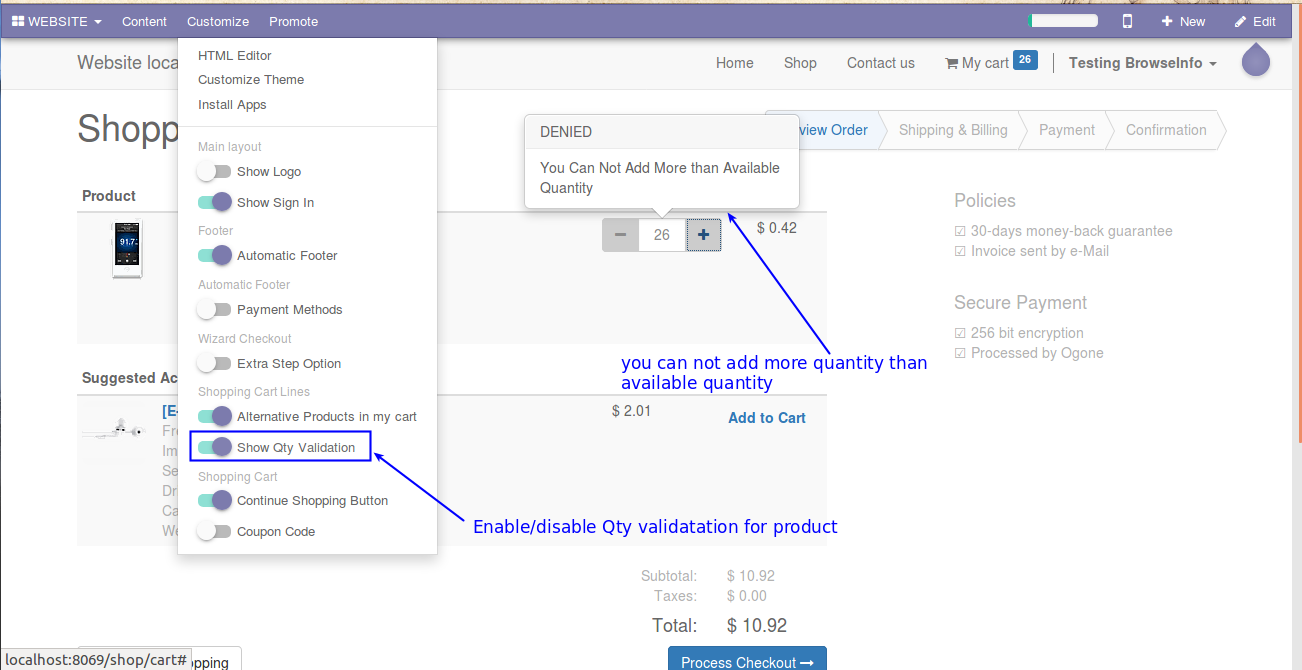 WEBSITE Content Customize Promote New Edit
Website loca Home Shop Contact us My cart 26 Testing BrowseInfo
HTML Editor
Customize Theme
Install Apps
Main layout
Show Logo
Show Sign In
Footer
Automatic Footer
Automatic Footer
Payment Methods
Wizard Checkout
Extra Step Option
Shopping Cart Lines
Alternative Products in my cart
Show Qty Validation
Shopping Cart
Continue Shopping Button
Coupon Code
Shopp
view Order Shipping & Billing Payment Confirmation
DENIED
You Can Not Add More than Available
Quantity
Product
91.7
26 $ 0.42
you can not add more quantity than
available quantity
Suggested Ac
[E-
Fre
Im
Se
Dr
Ca
We
$ 2.01 Add to Cart
Enable/disable Qty validatation for product
Subtotal: $ 10.92
Taxes: $ 0.00
Total: $ 10.92
pping Process Checkout
Policies
30-days money-back guarantee
Invoice sent by e-Mail
Secure Payment
256 bit encryption
Processed by Ogone
localhost:8069/shop/cart#